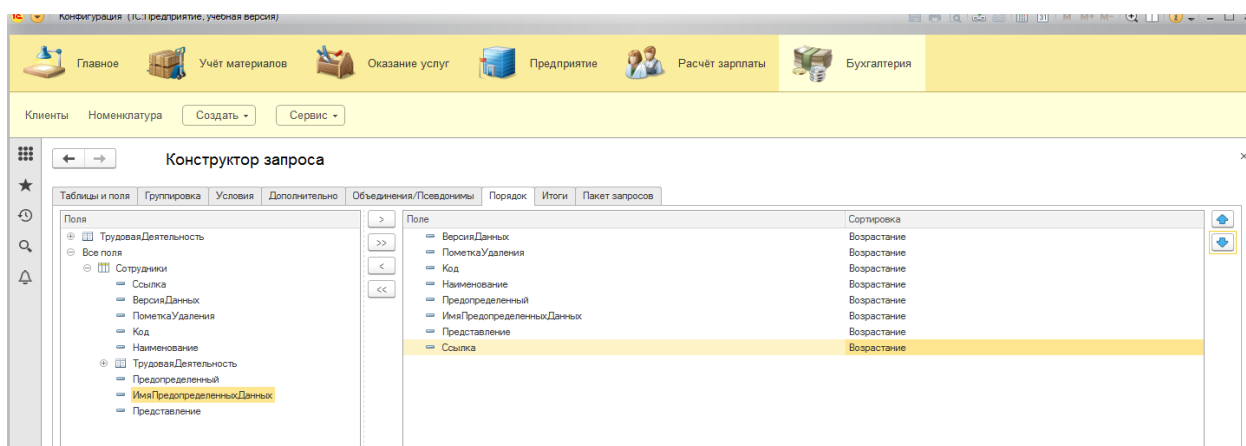 Конфигурация (1С:Предприятие, учебная версия)
M M+ M-
Главное Учёт материалов Оказание услуг Предприятие Расчёт зарплаты Бухгалтерия
Клиенты Номенклатура Создать Сервис
Конструктор запроса
Таблицы и поля Группировка Условия Дополнительно Объединения/Псевдонимы Порядок Итоги Пакет запросов
Поля > Поле Сортировка
ТрудоваяДеятельность ВерсияДанных Возрастание
Все поля >> ПометкаУдаления Возрастание
Сотрудники < Код Возрастание
Ссылка << Наименование Возрастание
ВерсияДанных Предопределенный Возрастание
ПометкаУдаления ИмяПредопределенныхДанных Возрастание
Код Представление Возрастание
Наименование Ссылка Возрастание
ТрудоваяДеятельность
Предопределенный
ИмяПредопределенныхДанных
Представление